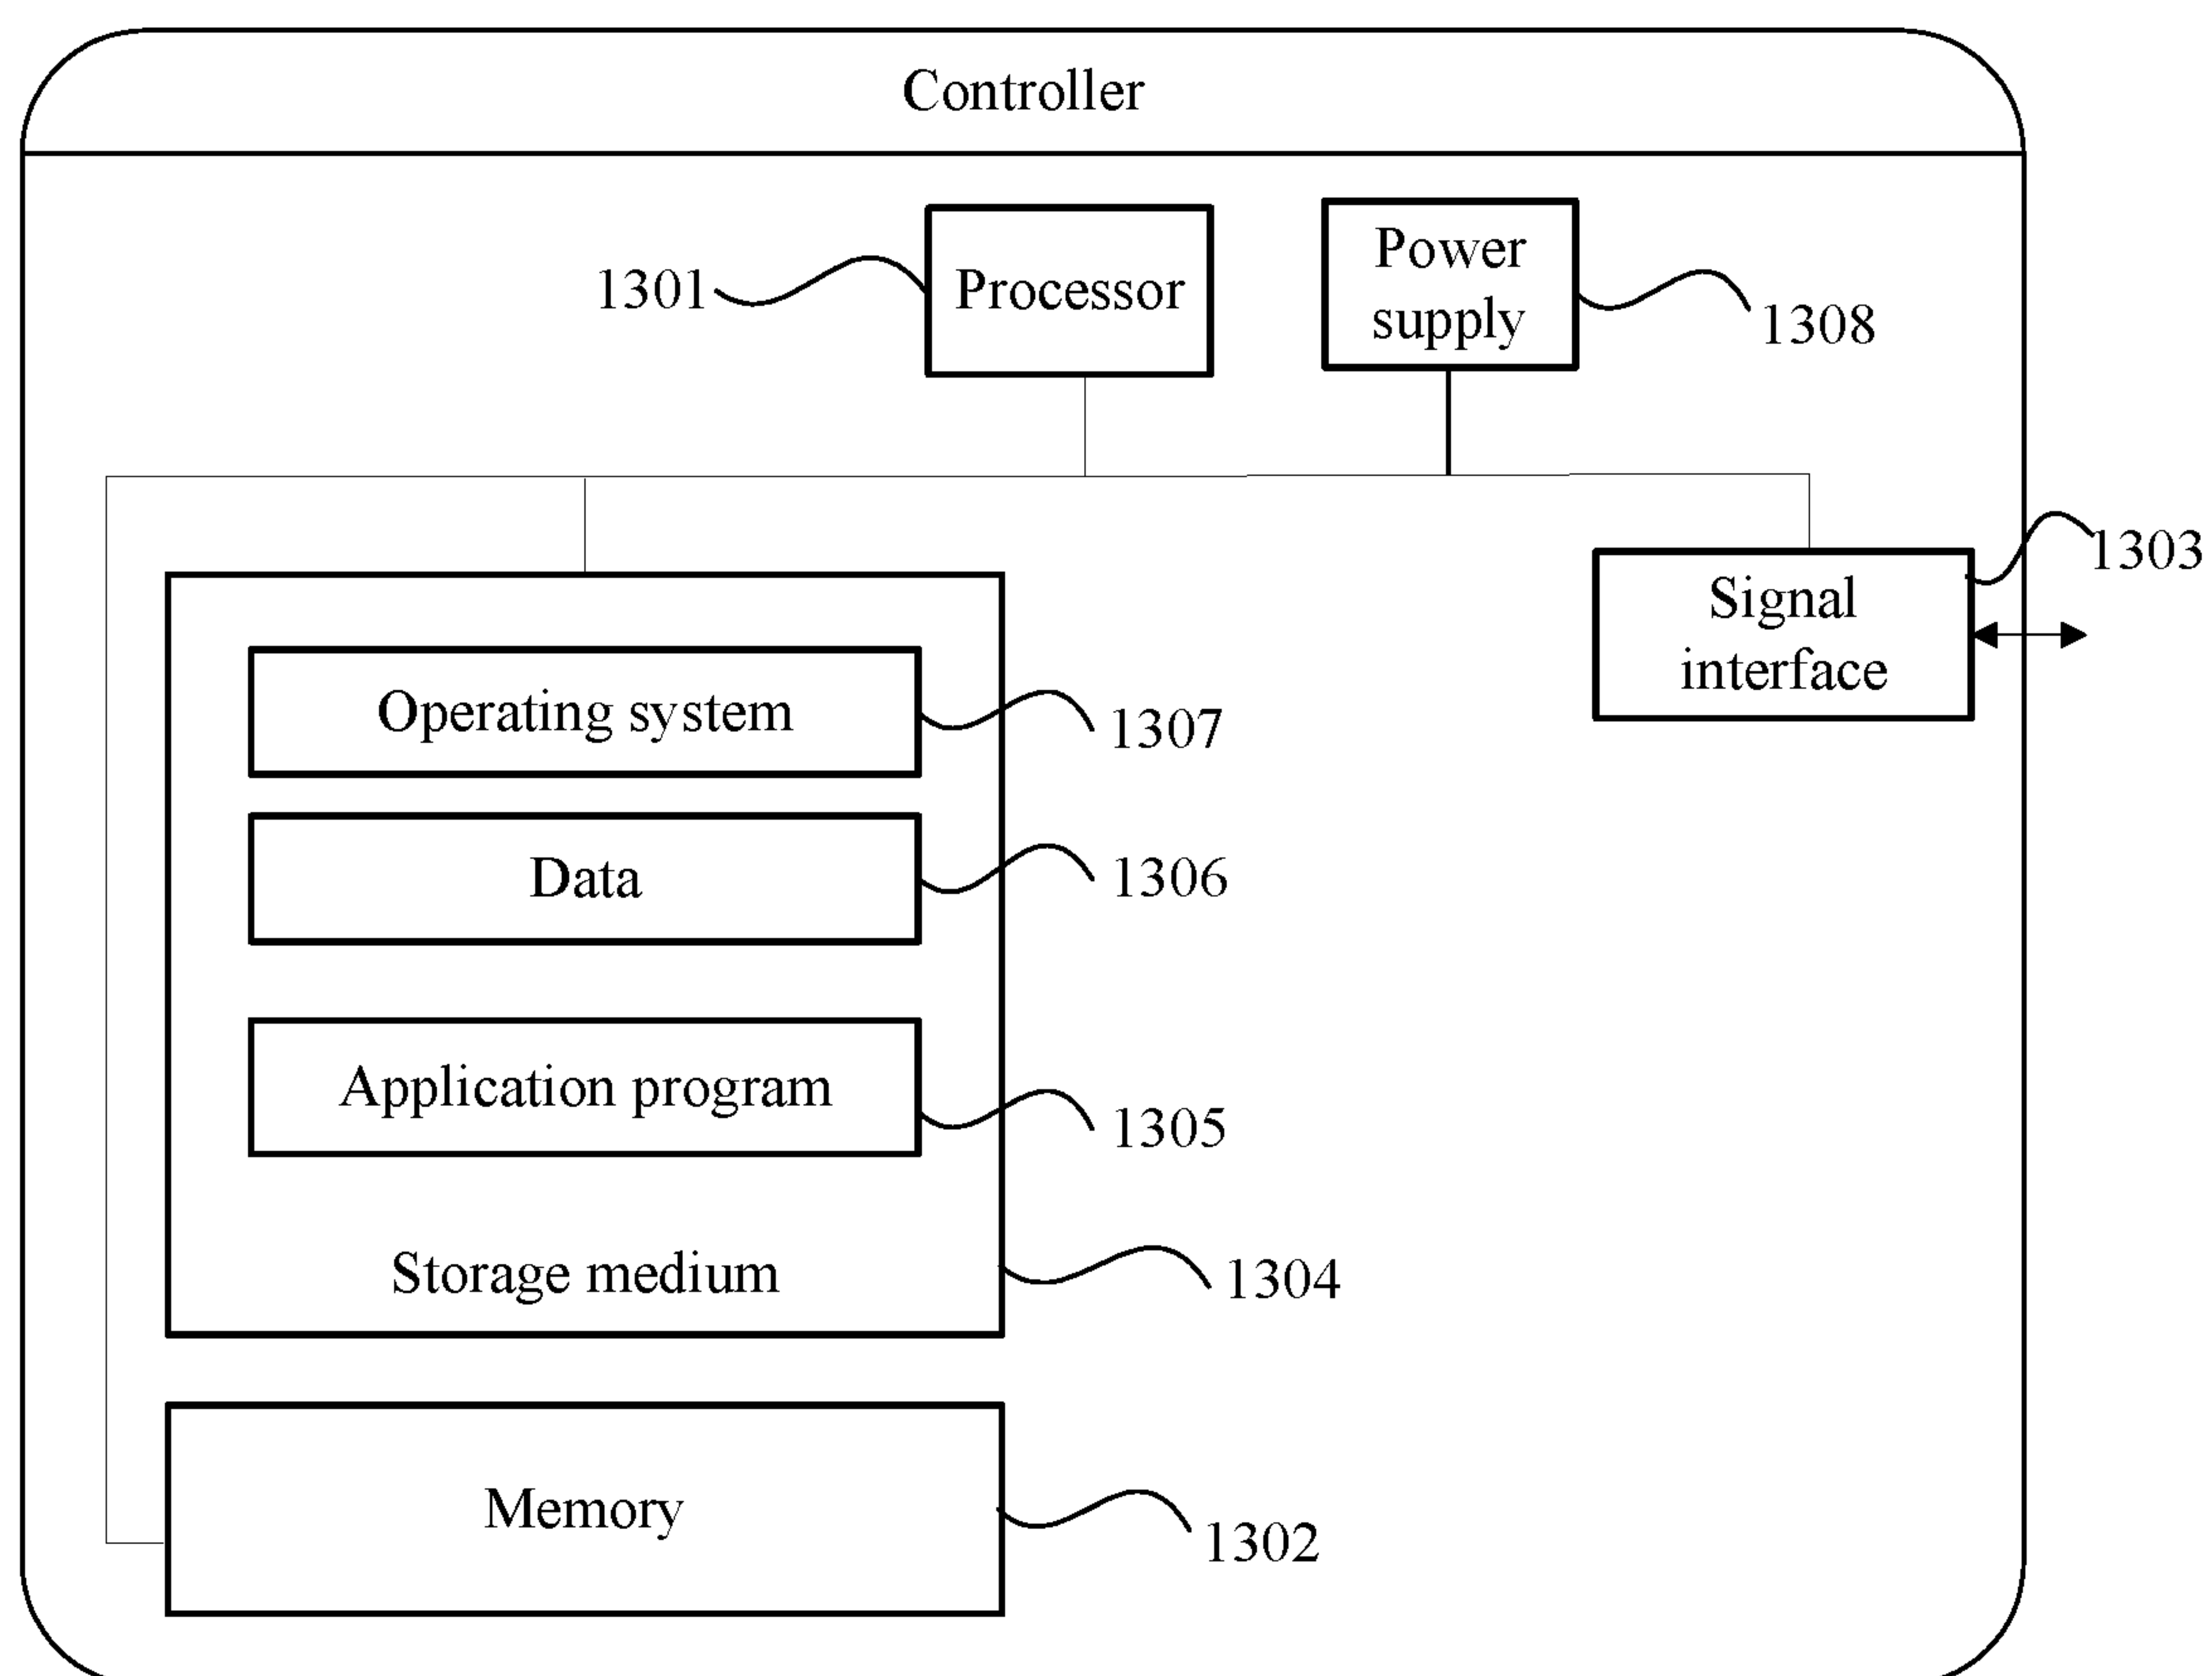 Controller
1301
Processor
Power
supply
1308
1303
Signal
interface
Operating system
1307
Data
1306
Application program
1305
Storage medium
1304
Memory
1302